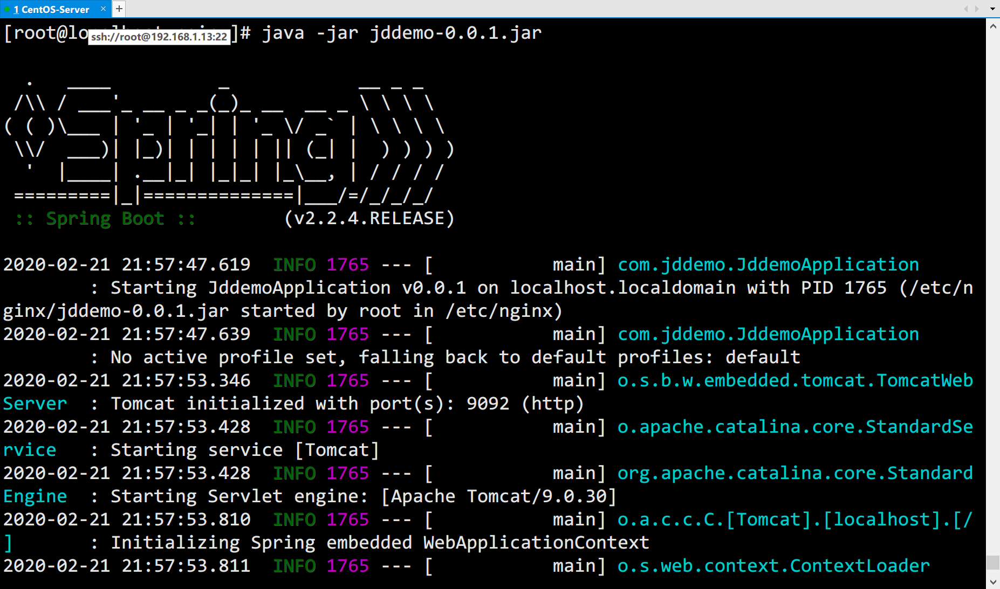 1 CentOS-Server × +
[root@lo ]# java -jar jddemo-0.0.1.jar
ssh://root@192.168.1.13:22
  .   ____          _            __ _ _
 /\\ / ___'_ __ _ _(_)_ __  __ _ \ \ \ \
( ( )\___ | '_ | '_| | '_ \/ _` | \ \ \ \
 \\/  ___)| |_)| | | | | || (_| |  ) ) ) )
  '  |____| .__|_| |_|_| |_\__, | / / / /
 =========|_|==============|___/=/_/_/_/
 :: Spring Boot ::        (v2.2.4.RELEASE)
2020-02-21 21:57:47.619  INFO 1765 --- [           main] com.jddemo.JddemoApplication
        : Starting JddemoApplication v0.0.1 on localhost.localdomain with PID 1765 (/etc/n
ginx/jddemo-0.0.1.jar started by root in /etc/nginx)
2020-02-21 21:57:47.639  INFO 1765 --- [           main] com.jddemo.JddemoApplication
        : No active profile set, falling back to default profiles: default
2020-02-21 21:57:53.346  INFO 1765 --- [           main] o.s.b.w.embedded.tomcat.TomcatWeb
Server  : Tomcat initialized with port(s): 9092 (http)
2020-02-21 21:57:53.428  INFO 1765 --- [           main] o.apache.catalina.core.StandardSe
rvice   : Starting service [Tomcat]
2020-02-21 21:57:53.428  INFO 1765 --- [           main] org.apache.catalina.core.Standard
Engine  : Starting Servlet engine: [Apache Tomcat/9.0.30]
2020-02-21 21:57:53.810  INFO 1765 --- [           main] o.a.c.c.C.[Tomcat].[localhost].[/
]       : Initializing Spring embedded WebApplicationContext
2020-02-21 21:57:53.811  INFO 1765 --- [           main] o.s.web.context.ContextLoader